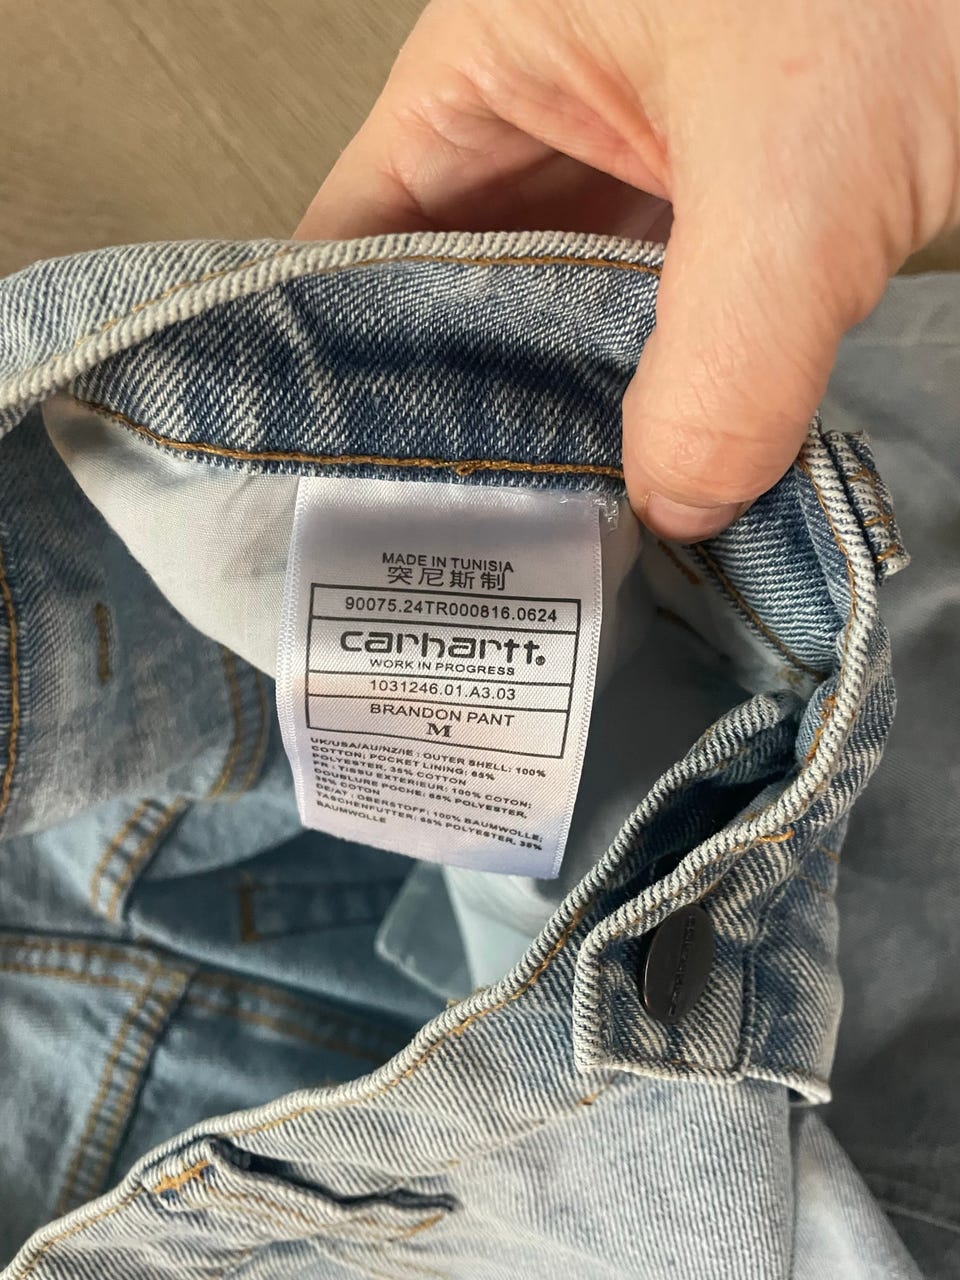 MADE IN TUNISIA
突尼斯制
90075.24TR000816.0624
carhartt®
WORK IN PROGRESS
1031246.01.A3.03
BRANDON PANT
M
UK/USA/AU/NZ/IE : OUTER SHELL: 100%
COTTON; POCKET LINING: 65%
POLYESTER, 35% COTTON
FR : TISSU EXTERIEUR: 100% COTON;
DOUBLURE POCHE: 65% POLYESTER,
35% COTON
DE/AT : OBERSTOFF: 100% BAUMWOLLE;
TASCHENFUTTER: 65% POLYESTER, 35%
BAUMWOLLE